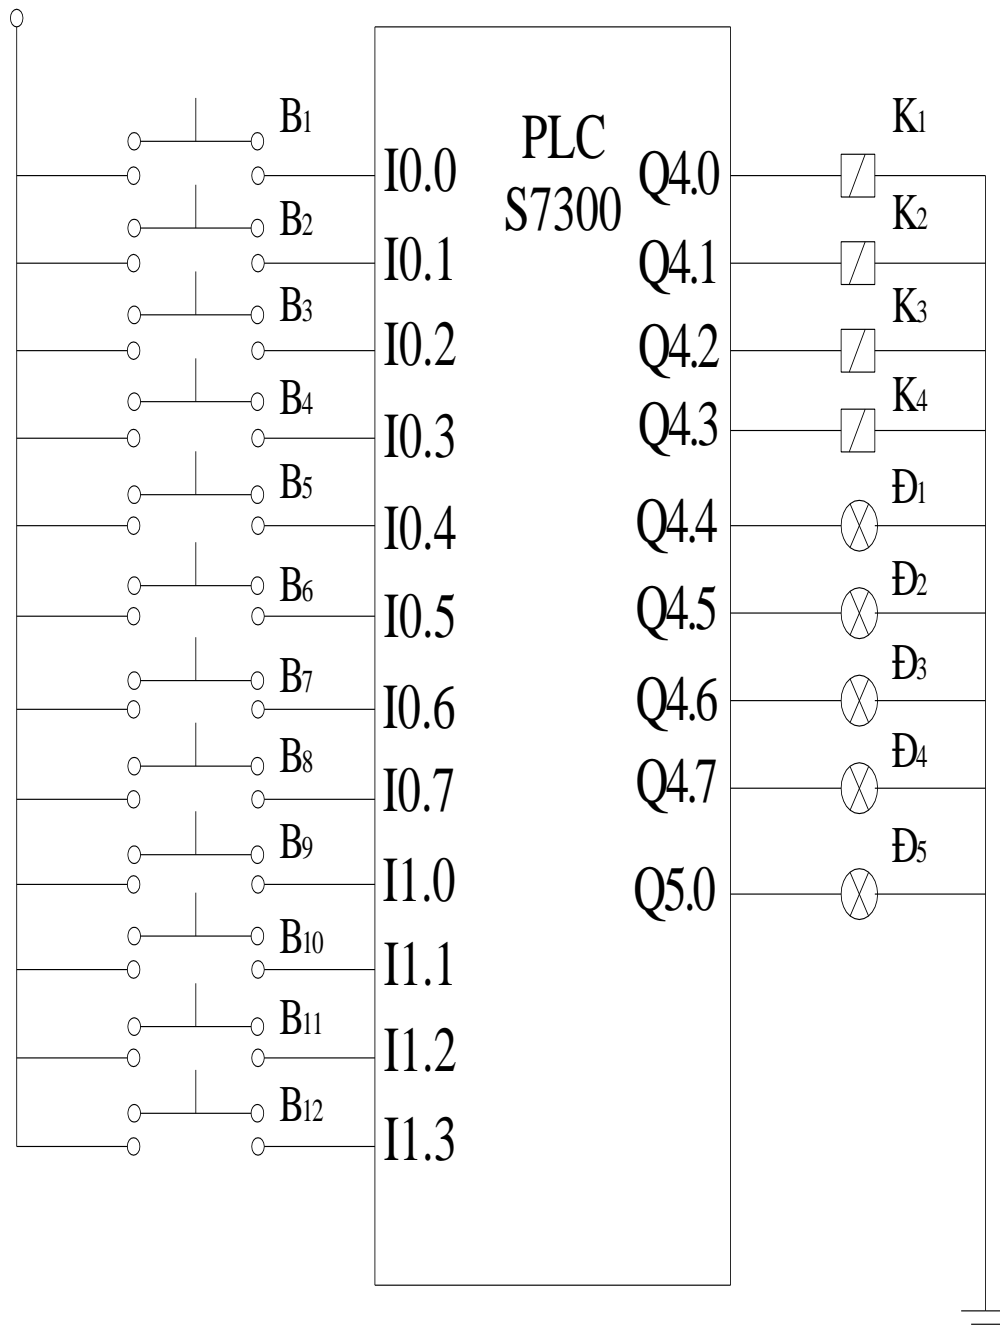 B1
PLC
K1
I0.0
S7300
Q4.0
B2
K2
I0.1
Q4.1
B3
K3
I0.2
Q4.2
B4
K4
I0.3
Q4.3
B5
Đ1
I0.4
Q4.4
B6
Đ2
I0.5
Q4.5
B7
Đ3
I0.6
Q4.6
B8
Đ4
I0.7
Q4.7
B9
Đ5
I1.0
Q5.0
B10
I1.1
B11
I1.2
B12
I1.3